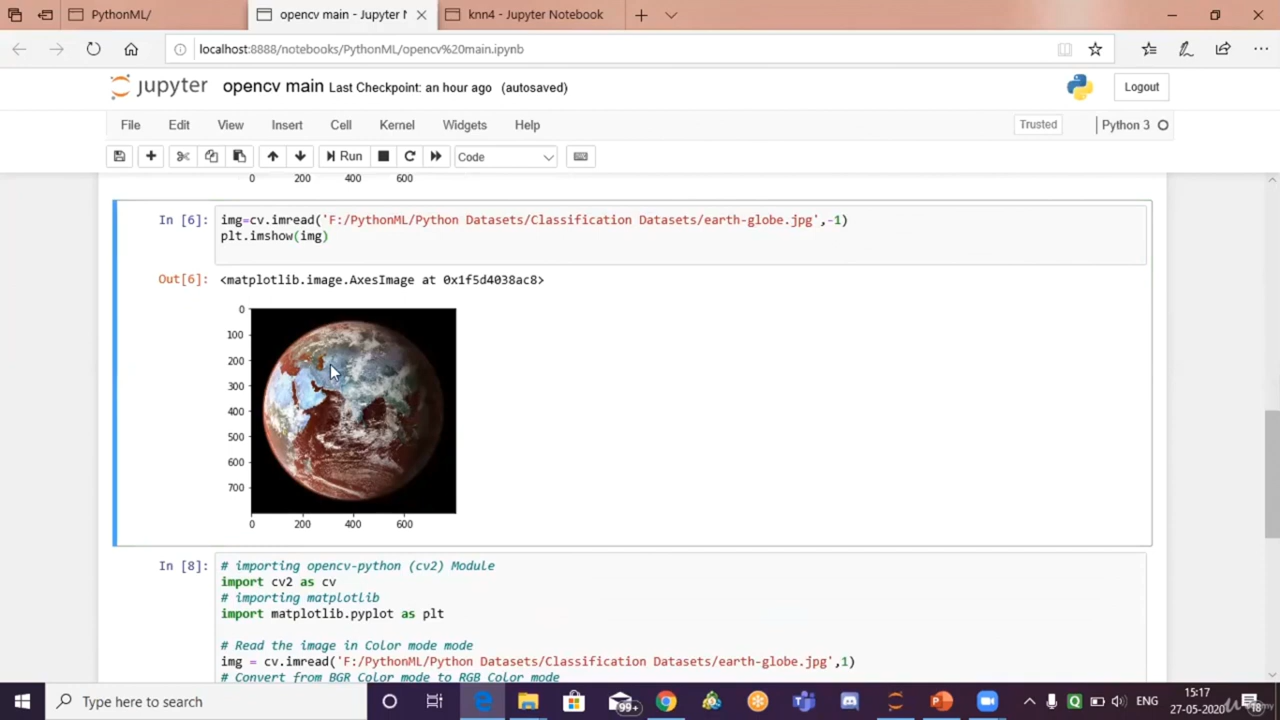 PythonML/
opencv main - Jupyter N
knn4 - Jupyter Notebook
localhost:8888/notebooks/PythonML/opencv%20main.ipynb
jupyter opencv main Last Checkpoint: an hour ago (autosaved)
Logout
File Edit View Insert Cell Kernel Widgets Help
Trusted
Python 3
Run
Code
0 200 400 600
In [6]:
img=cv.imread('F:/PythonML/Python Datasets/Classification Datasets/earth-globe.jpg',-1)
plt.imshow(img)
Out[6]:
<matplotlib.image.AxesImage at 0x1f5d4038ac8>
0
100
200
300
400
500
600
700
0 200 400 600
In [8]:
# importing opencv-python (cv2) Module
import cv2 as cv
# importing matplotlib
import matplotlib.pyplot as plt
# Read the image in Color mode mode
img = cv.imread('F:/PythonML/Python Datasets/Classification Datasets/earth-globe.jpg',1)
# Convert from BGR Color mode to RGB Color mode
Type here to search
99+
ENG
15:17
27-05-2020
18